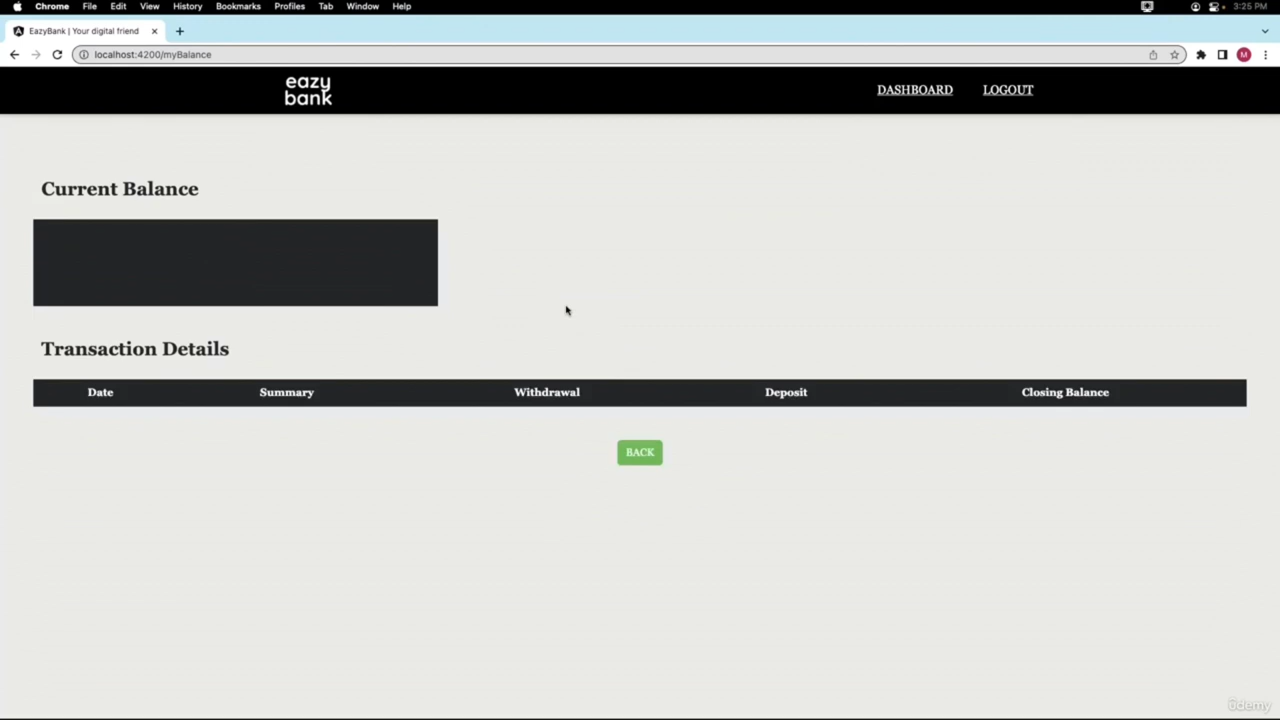 Chrome File Edit View History Bookmarks Profiles Tab Window Help 3:25 PM
EazyBank | Your digital friend
localhost:4200/myBalance M
eazy
bank
DASHBOARD LOGOUT
Current Balance
Transaction Details
Date Summary Withdrawal Deposit Closing Balance
BACK
ûdemy